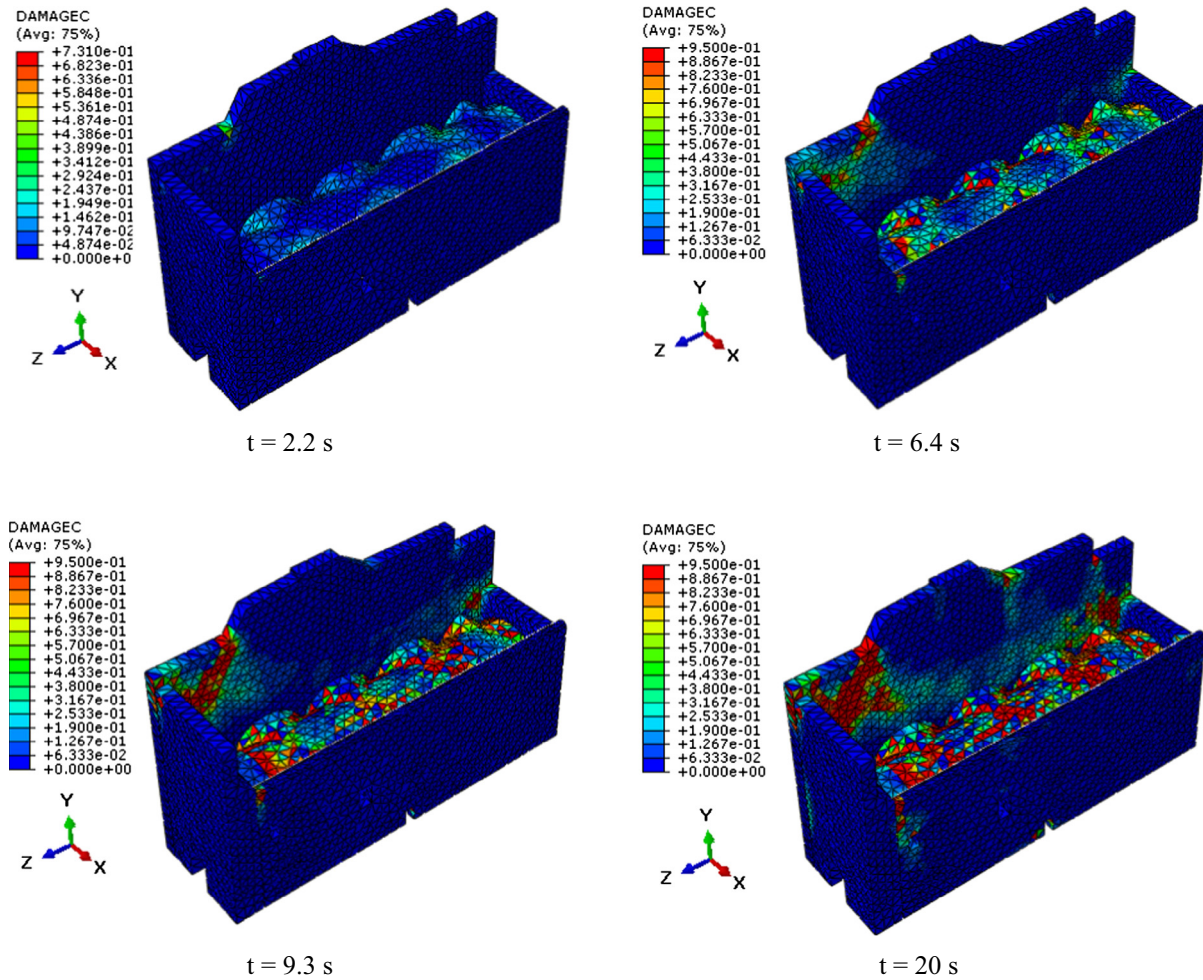 DAMAGEC
(Avg: 75%)
+7.310e-01
+6.823e-01
+6.336e-01
+5.848e-01
+5.361e-01
+4.874e-01
+4.386e-01
+3.899e-01
+3.412e-01
+2.924e-01
+2.437e-01
+1.949e-01
+1.462e-01
+9.747e-02
+4.874e-02
+0.000e+0
Y
Z
X
t = 2.2 s
DAMAGEC
(Avg: 75%)
+9.500e-01
+8.867e-01
+8.233e-01
+7.600e-01
+6.967e-01
+6.333e-01
+5.700e-01
+5.067e-01
+4.433e-01
+3.800e-01
+3.167e-01
+2.533e-01
+1.900e-01
+1.267e-01
+6.333e-02
+0.000e+00
Y
Z
X
t = 6.4 s
DAMAGEC
(Avg: 75%)
+9.500e-01
+8.867e-01
+8.233e-01
+7.600e-01
+6.967e-01
+6.333e-01
+5.700e-01
+5.067e-01
+4.433e-01
+3.800e-01
+3.167e-01
+2.533e-01
+1.900e-01
+1.267e-01
+6.333e-02
+0.000e+00
Y
Z
X
t = 9.3 s
DAMAGEC
(Avg: 75%)
+9.500e-01
+8.867e-01
+8.233e-01
+7.600e-01
+6.967e-01
+6.333e-01
+5.700e-01
+5.067e-01
+4.433e-01
+3.800e-01
+3.167e-01
+2.533e-01
+1.900e-01
+1.267e-01
+6.333e-02
+0.000e+00
Y
Z
X
t = 20 s